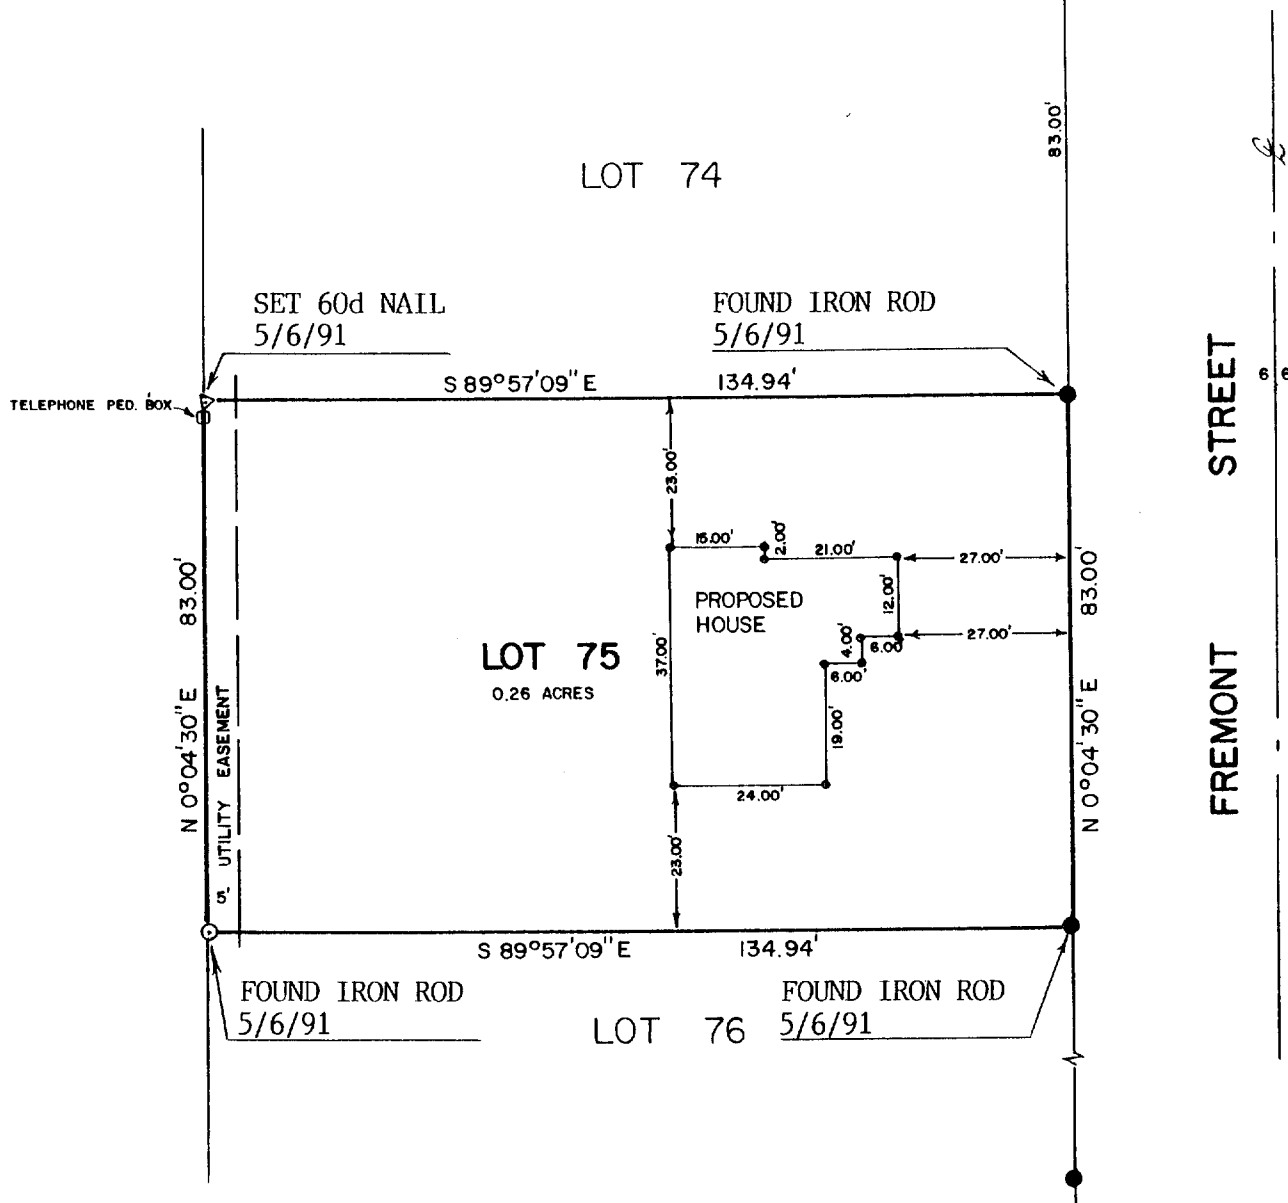 83.00'
LOT 74
SET 60d NAIL
5/6/91
FOUND IRON ROD
5/6/91
S 89°57'09" E 134.94'
TELEPHONE PED. BOX
23.00'
15.00'
2.00'
21.00'
27.00'
PROPOSED
HOUSE
12.00'
27.00'
4.00'
6.00'
6.00'
37.00'
19.00'
24.00'
23.00'
LOT 75
0.26 ACRES
N 0°04'30" E 83.00'
5' UTILITY EASEMENT
N 0°04'30" E 83.00'
FREMONT STREET
S 89°57'09" E 134.94'
FOUND IRON ROD
5/6/91
LOT 76
FOUND IRON ROD
5/6/91